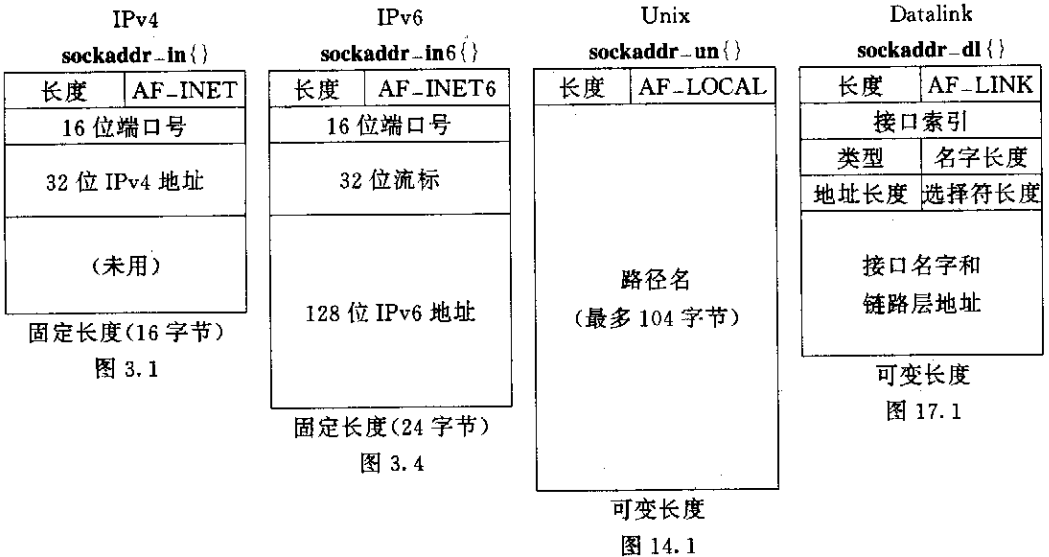 IPv4
sockaddr_in{}
长度 AF_INET
16 位端口号
32 位 IPv4 地址
(未用)
固定长度(16 字节)
图 3.1
IPv6
sockaddr_in6{}
长度 AF_INET6
16 位端口号
32 位流标
128 位 IPv6 地址
固定长度(24 字节)
图 3.4
Unix
sockaddr_un{}
长度 AF_LOCAL
路径名
(最多 104 字节)
可变长度
图 14.1
Datalink
sockaddr_dl{}
长度 AF_LINK
接口索引
类型 名字长度
地址长度 选择符长度
接口名字和
链路层地址
可变长度
图 17.1